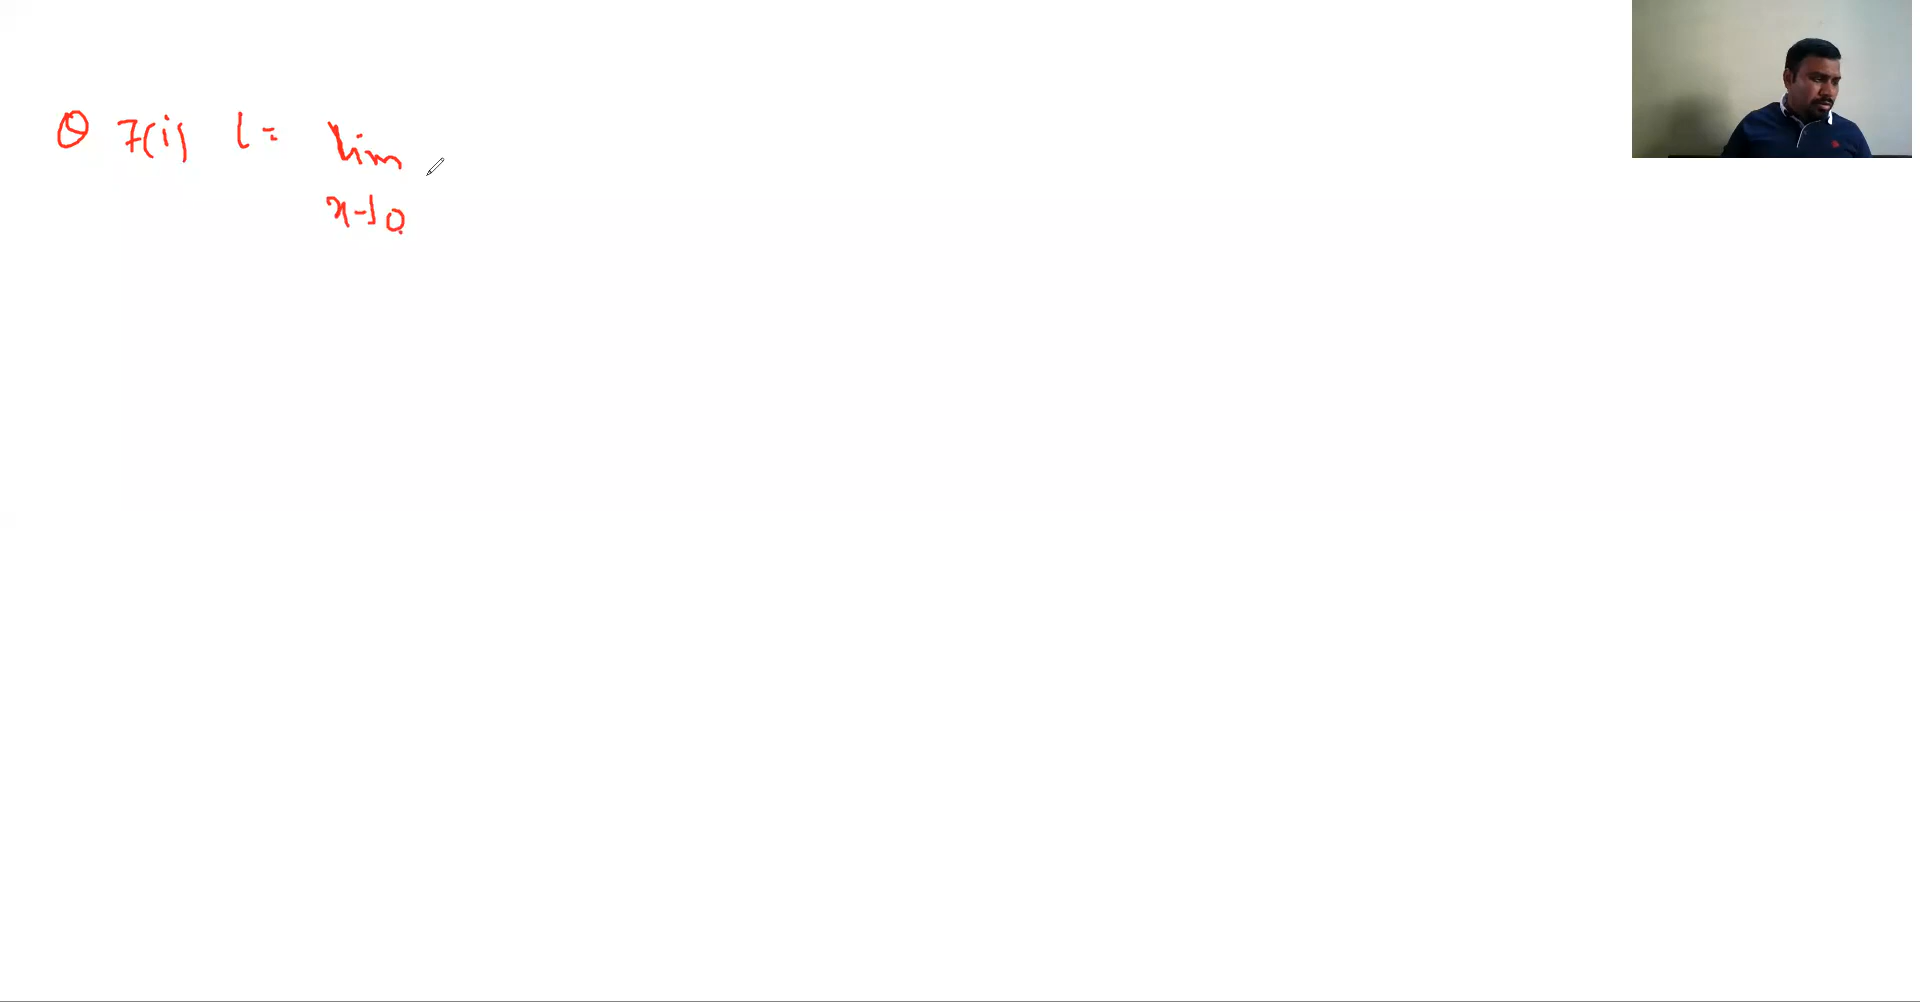 Q 7(i) l = lim
x→0